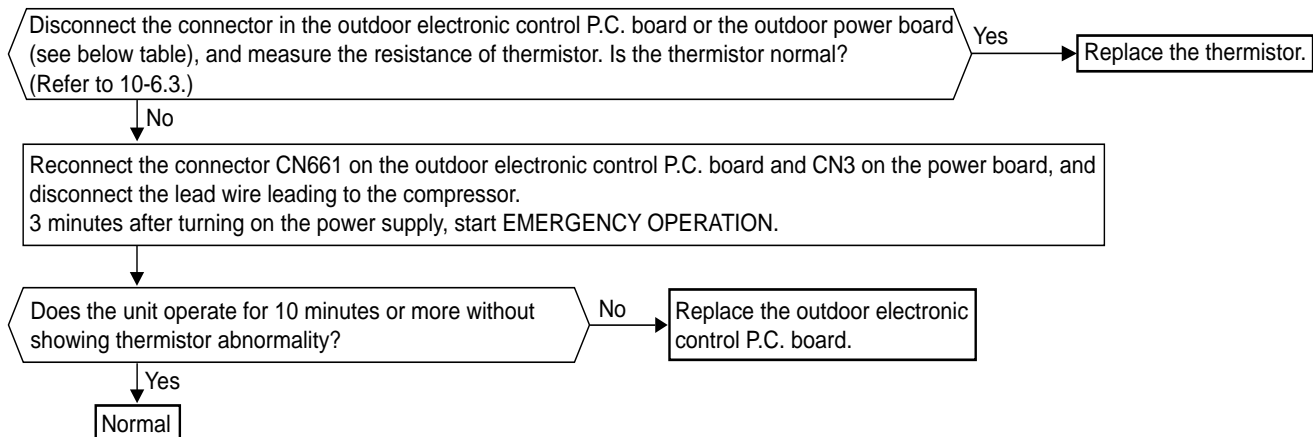 Disconnect the connector in the outdoor electronic control P.C. board or the outdoor power board
(see below table), and measure the resistance of thermistor. Is the thermistor normal?
(Refer to 10-6.3.)
Yes
Replace the thermistor.
No
Reconnect the connector CN661 on the outdoor electronic control P.C. board and CN3 on the power board, and
disconnect the lead wire leading to the compressor.
3 minutes after turning on the power supply, start EMERGENCY OPERATION.
Does the unit operate for 10 minutes or more without
showing thermistor abnormality?
No
Replace the outdoor electronic
control P.C. board.
Yes
Normal